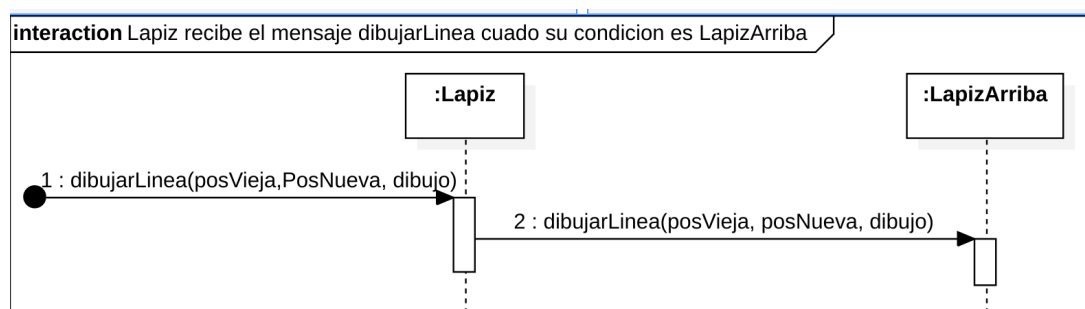 interaction Lapiz recibe el mensaje dibujarLinea cuado su condicion es LapizArriba
:Lapiz
:LapizArriba
1 : dibujarLinea(posVieja,PosNueva, dibujo)
2 : dibujarLinea(posVieja, posNueva, dibujo)